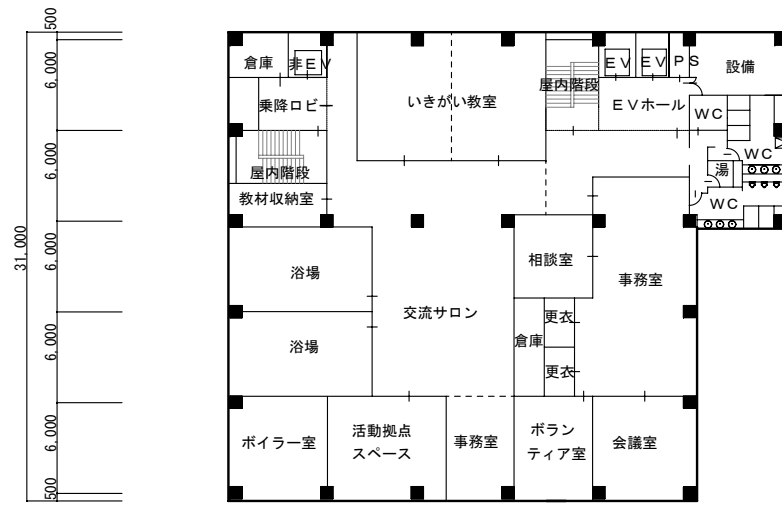 500
6,000
6,000
6,000
6,000
6,000
500
31,000
倉庫
非EV
乗降ロビ
屋内階段
教材収納室
いきがい教室
屋内階段
EV
EV
PS
設備
EVホール
WC
WC
湯
WC
浴場
浴場
交流サロン
相談室
事務室
更衣
倉庫
更衣
ボイラー室
活動拠点
スペース
事務室
ボラン
ティア室
会議室